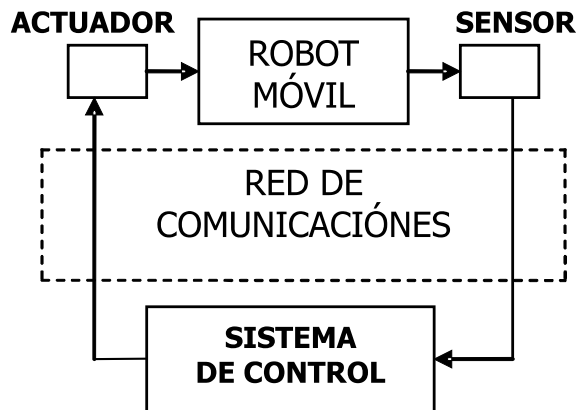 ACTUADOR
SENSOR
ROBOT
MÓVIL
RED DE
COMUNICACIÓNES
SISTEMA
DE CONTROL